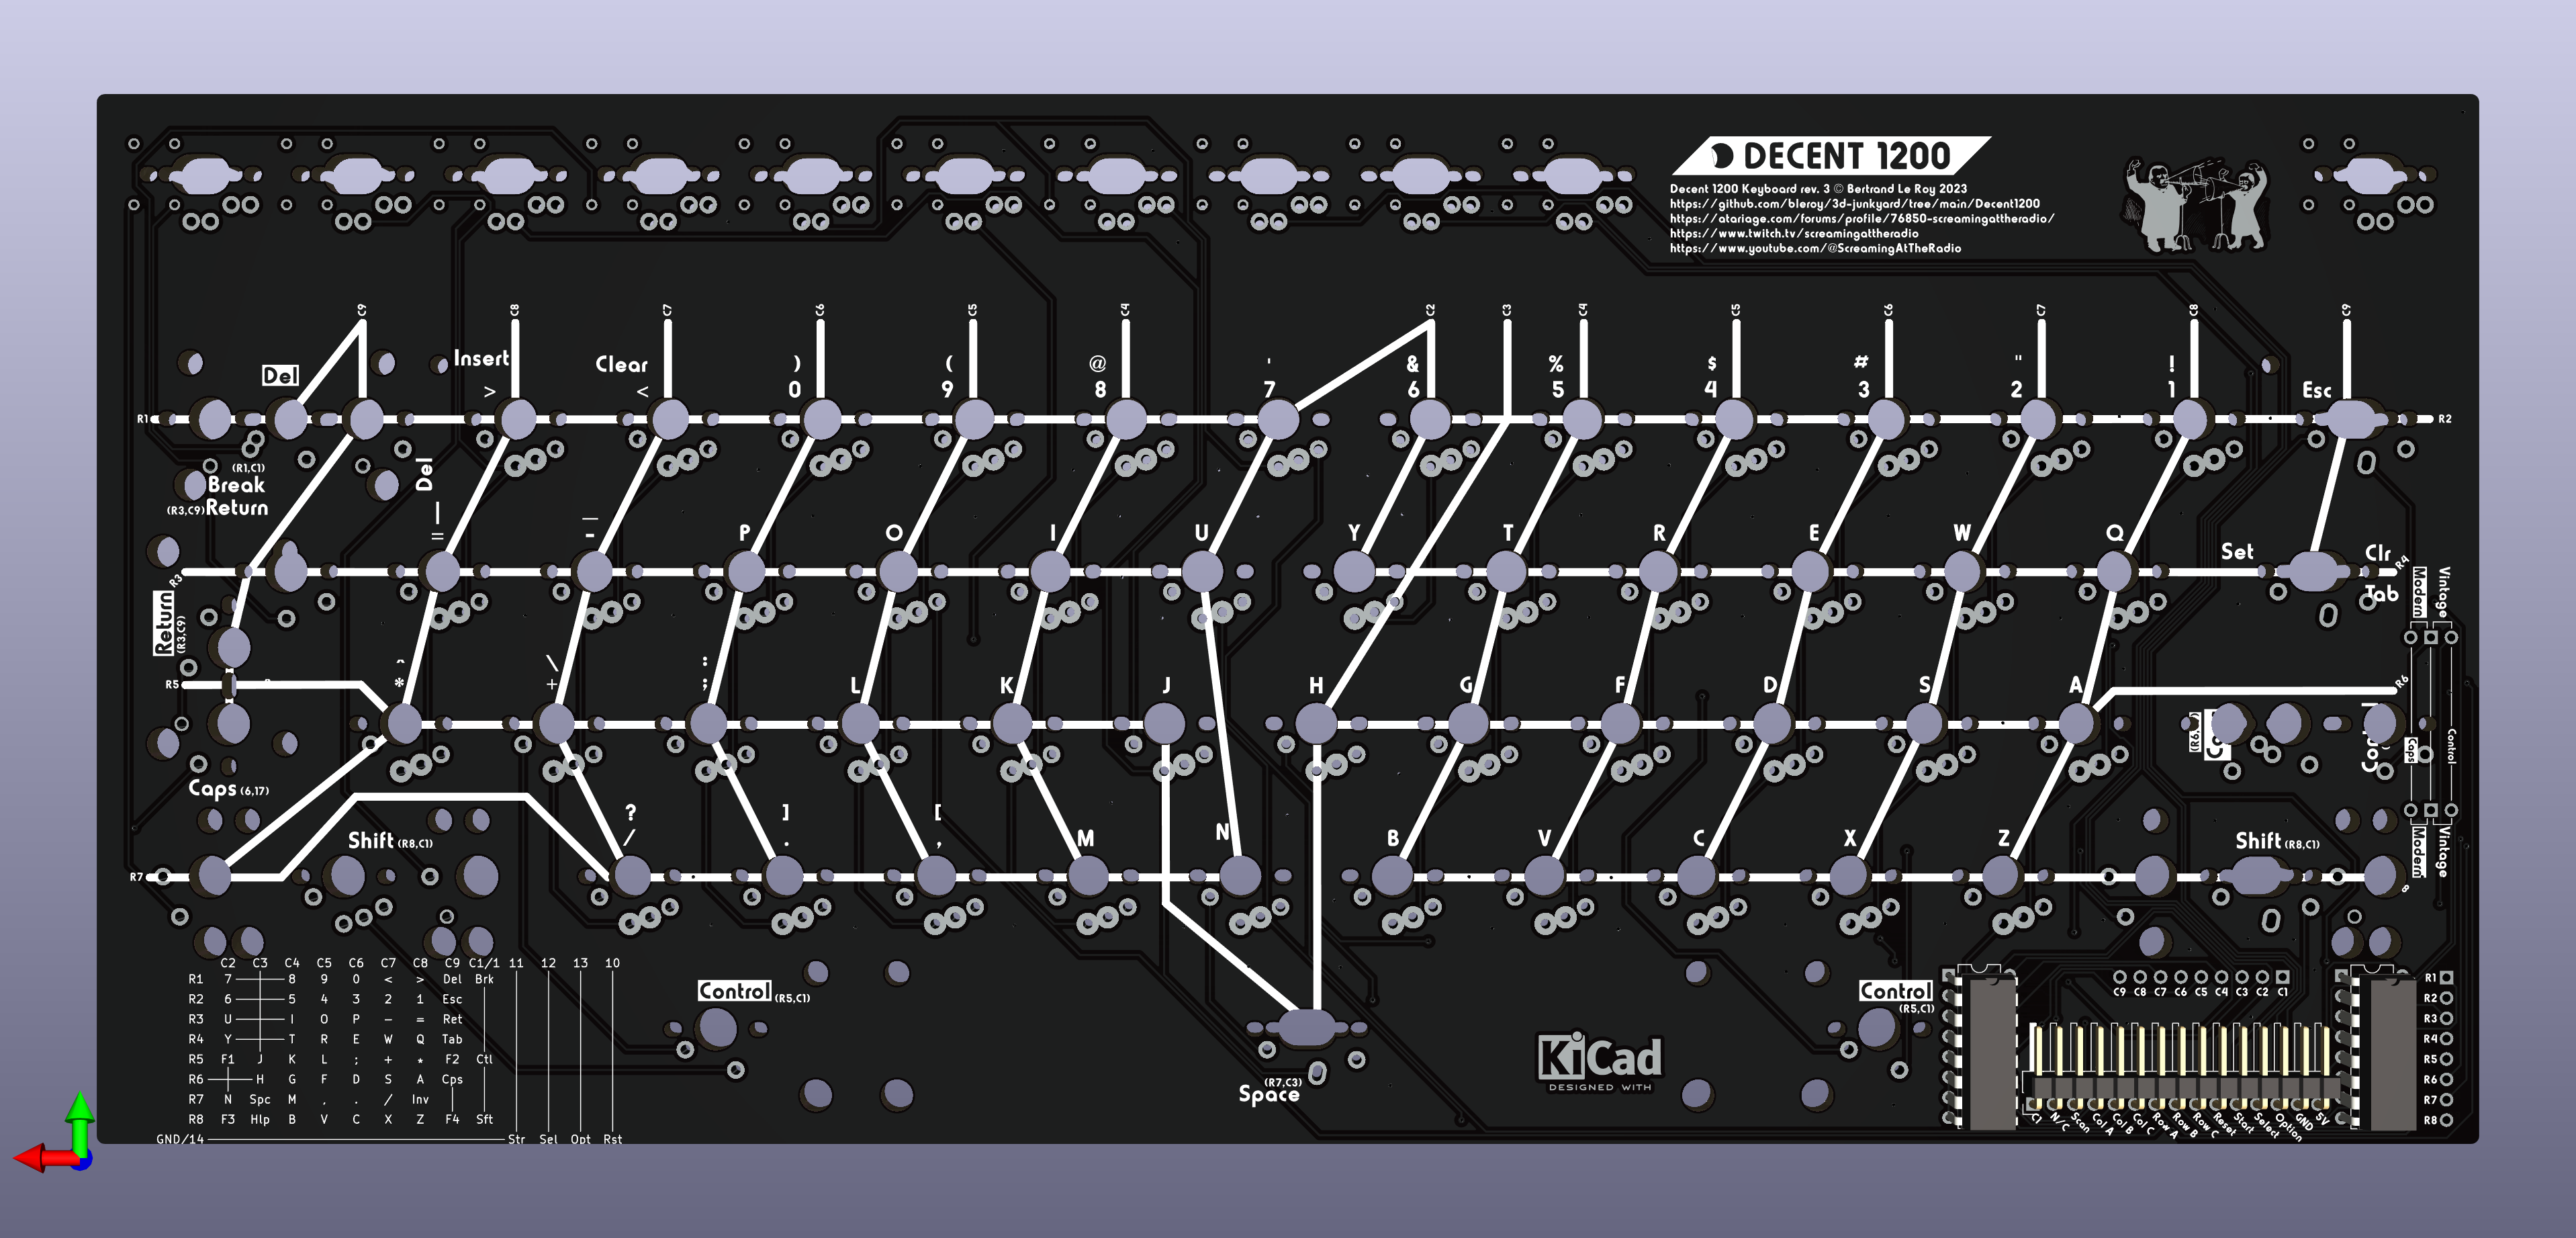 DECENT 1200
Decent 1200 Keyboard rev. 3 © Bertrand Le Roy 2023
https://github.com/bleroy/3d-junkyard/tree/main/Decent1200
https://atariage.com/forums/profile/76850-screamingattheradio/
https://www.twitch.tv/screamingattheradio
https://www.youtube.com/@ScreamingAtTheRadio
C9 C8 C7 C6 C5 C4 C2 C3 C4 C5 C6 C7 C8 C9
Del Insert Clear ) ( @ ' & % $ # " !
> < 0 9 8 7 6 5 4 3 2 1 Esc
R1 R2
(R1,C1)
Break
(R3,C9) Return
Del
| _ P O I U Y T R E W Q Set Clr
= -
R3 R4
Tab
Modern Vintage
Return
(R3,C9)
^ \ :
R5 * + ; L K J H G F D S A R6
Caps Control
Caps (6,17)
? ] [
Shift (R8,C1) / . , M N B V C X Z Shift (R8,C1)
Modern Vintage
R7
C2 C3 C4 C5 C6 C7 C8 C9 C1/1 11 12 13 10
R1 7 8 9 0 < > Del Brk
R2 6 5 4 3 2 1 Esc
R3 U I O P - = Ret
R4 Y T R E W Q Tab
R5 F1 J K L ; + * F2 Ctl
R6 H G F D S A Cps
R7 N Spc M , . / Inv
R8 F3 Hlp B V C X Z F4 Sft
GND/14 Str Sel Opt Rst
Control (R5,C1)
(R7,C3)
Space
KiCad
DESIGNED WITH
Control
(R5,C1)
C9 C8 C7 C6 C5 C4 C3 C2 C1
R1
R2
R3
R4
R5
R6
R7
R8
C1 N/C Scan Col A Col B Col C Row A Row B Row C Reset Start Select Option GND 5V